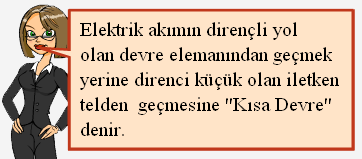 Elektrik akımın dirençli yol
olan devre elemanından geçmek
yerine direnci küçük olan iletken
telden  geçmesine "Kısa Devre"
denir.